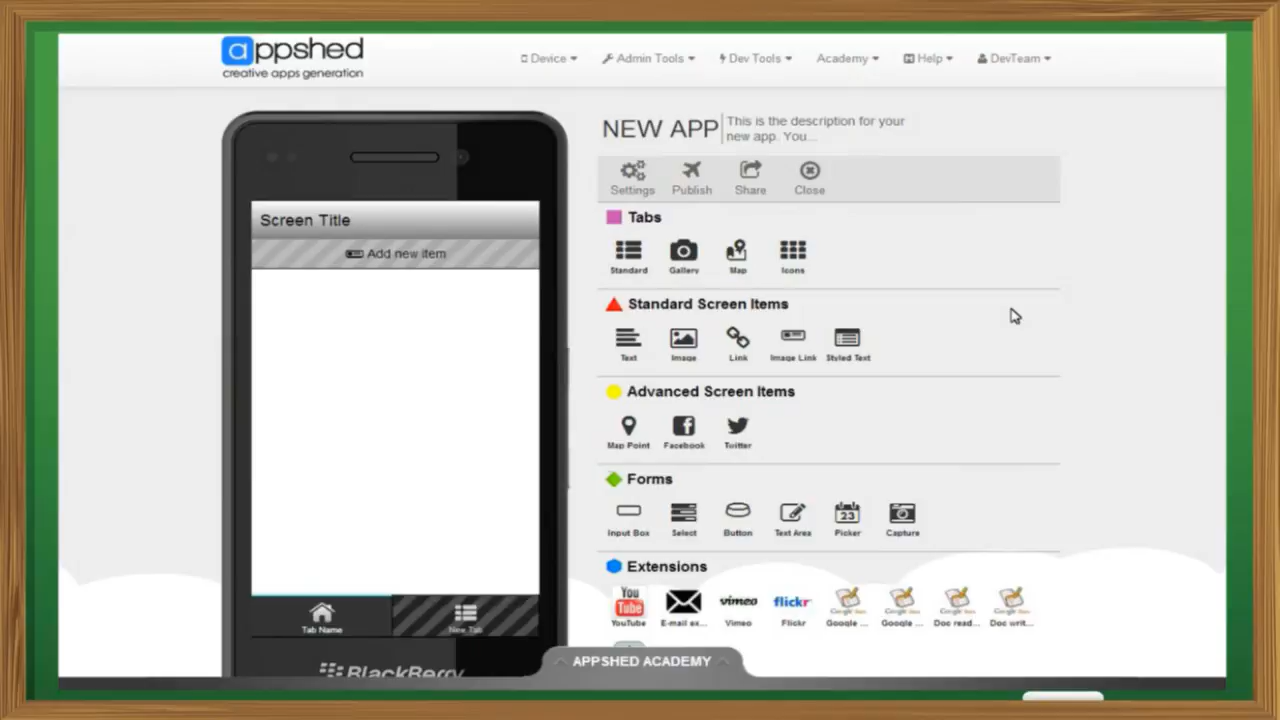 appshed
creative apps generation
Device
Admin Tools
Dev Tools
Academy
Help
DevTeam
NEW APP
This is the description for your
new app. You...
Settings
Publish
Share
Close
Screen Title
Add new item
Tabs
Standard
Gallery
Map
Icons
Standard Screen Items
Text
Image
Link
Image Link
Styled Text
Advanced Screen Items
Map Point
Facebook
Twitter
Forms
Input Box
Select
Button
Text Area
23
Picker
Capture
Extensions
You
Tube
vimeo
flickr
YouTube
E-mail ex...
Vimeo
Flickr
Google ...
Google ...
Doc read...
Doc writ...
Tab Name
New Tab
BlackBerry
APPSHED ACADEMY